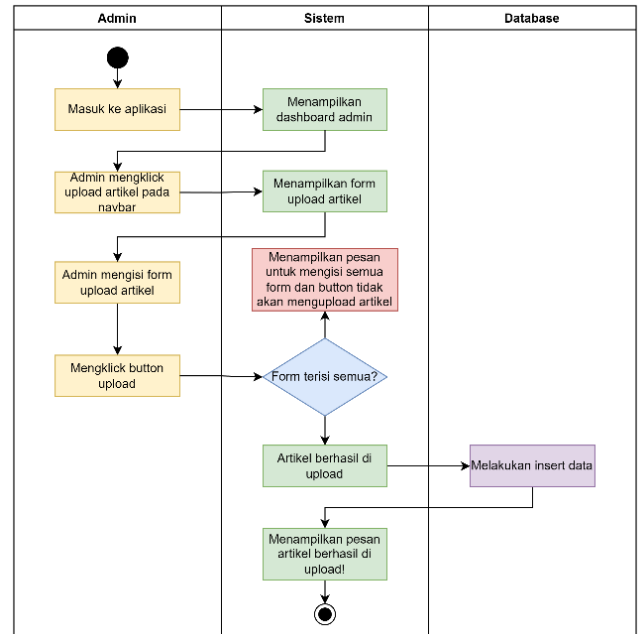 Admin
Sistem
Database
Masuk ke aplikasi
Menampilkan
dashboard admin
Admin mengklick
upload artikel pada
navbar
Menampilkan form
upload artikel
Admin mengisi form
upload artikel
Menampilkan pesan
untuk mengisi semua
form dan button tidak
akan mengupload artikel
Mengklick button
upload
Form terisi semua?
Artikel berhasil di
upload
Melakukan insert data
Menampilkan pesan
artikel berhasil di
upload!